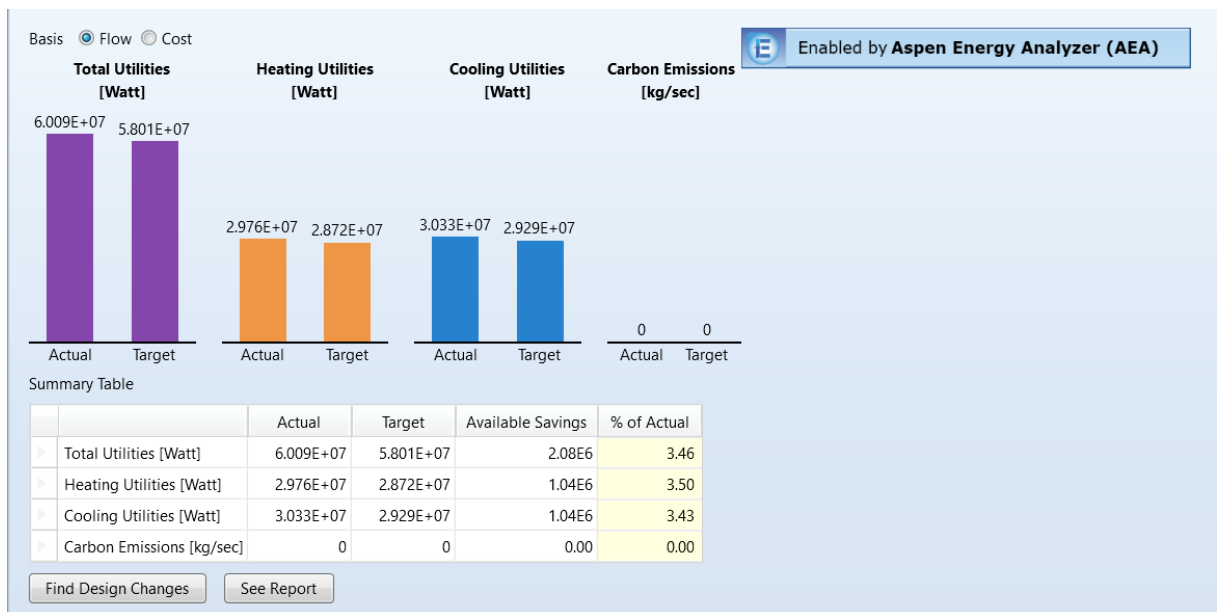 Basis Flow Cost
Enabled by Aspen Energy Analyzer (AEA)
Total Utilities
[Watt]
Heating Utilities
[Watt]
Cooling Utilities
[Watt]
Carbon Emissions
[kg/sec]
6.009E+07 5.801E+07
2.976E+07 2.872E+07
3.033E+07 2.929E+07
0 0
Actual Target Actual Target Actual Target Actual Target
Summary Table
Actual Target Available Savings % of Actual
Total Utilities [Watt] 6.009E+07 5.801E+07 2.08E6 3.46
Heating Utilities [Watt] 2.976E+07 2.872E+07 1.04E6 3.50
Cooling Utilities [Watt] 3.033E+07 2.929E+07 1.04E6 3.43
Carbon Emissions [kg/sec] 0 0 0.00 0.00
Find Design Changes See Report